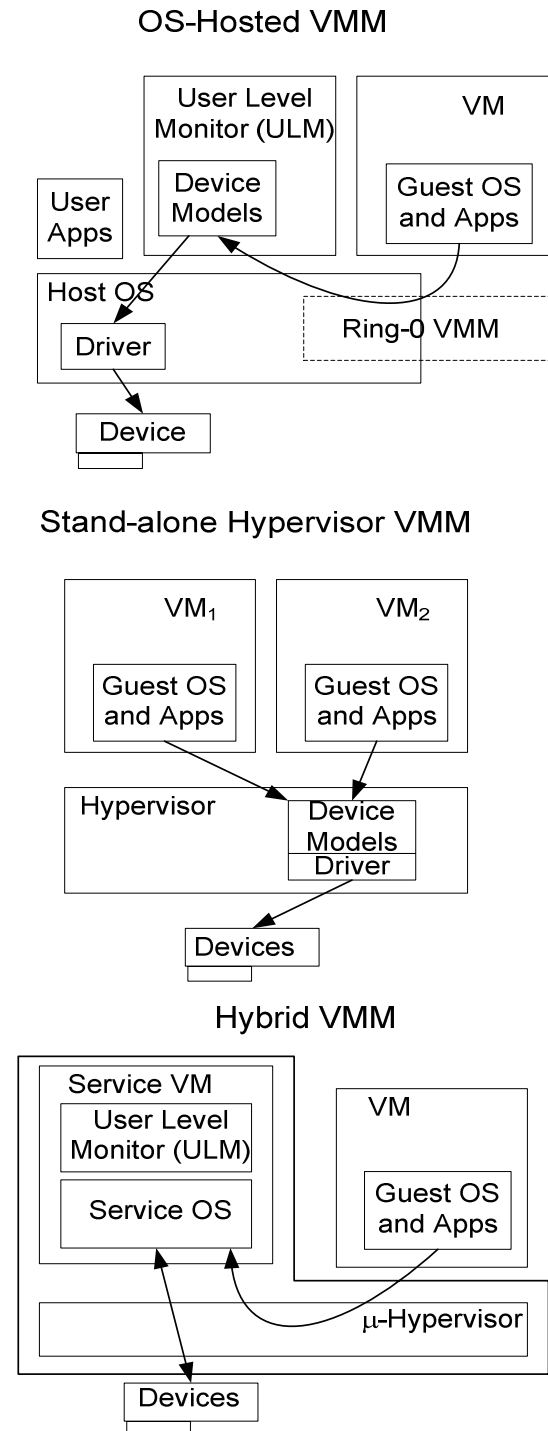 OS-Hosted VMM
User Level
Monitor (ULM)
Device
Models
VM
Guest OS
and Apps
User
Apps
Host OS
Driver
Ring-0 VMM
Device
Stand-alone Hypervisor VMM
VM1
Guest OS
and Apps
VM2
Guest OS
and Apps
Hypervisor
Device
Models
Driver
Devices
Hybrid VMM
Service VM
User Level
Monitor (ULM)
Service OS
VM
Guest OS
and Apps
μ-Hypervisor
Devices